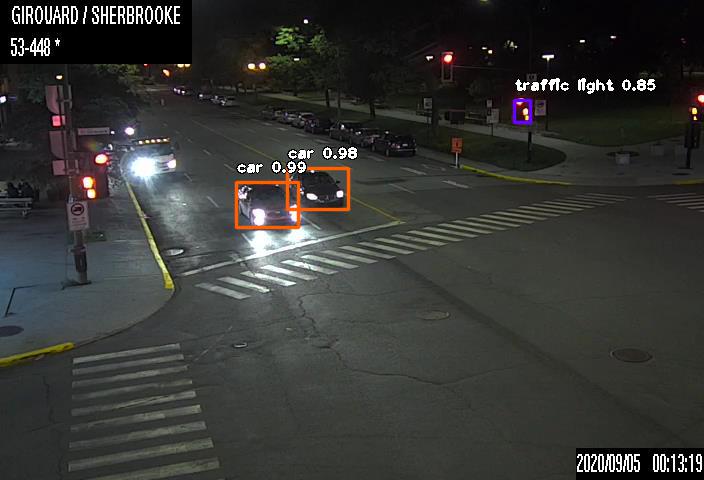 GIROUARD / SHERBROOKE
53-448 *
traffic light 0.85
car 0.98
car 0.99
2020/09/05 00:13:19